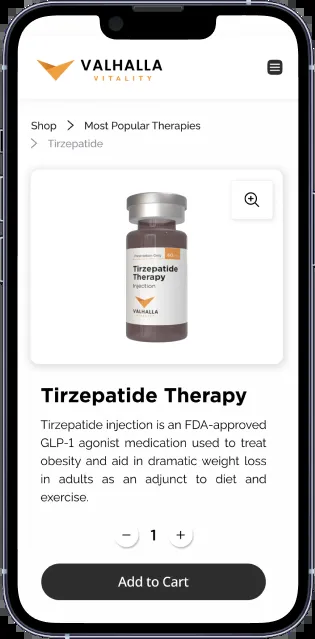 VALHALLA
VITALITY
Shop > Most Popular Therapies
> Tirzepatide
Tirzepatide
Therapy
Injection
VALHALLA
Tirzepatide Therapy
Tirzepatide injection is an FDA-approved
GLP-1 agonist medication used to treat
obesity and aid in dramatic weight loss
in adults as an adjunct to diet and
exercise.
− 1 +
Add to Cart